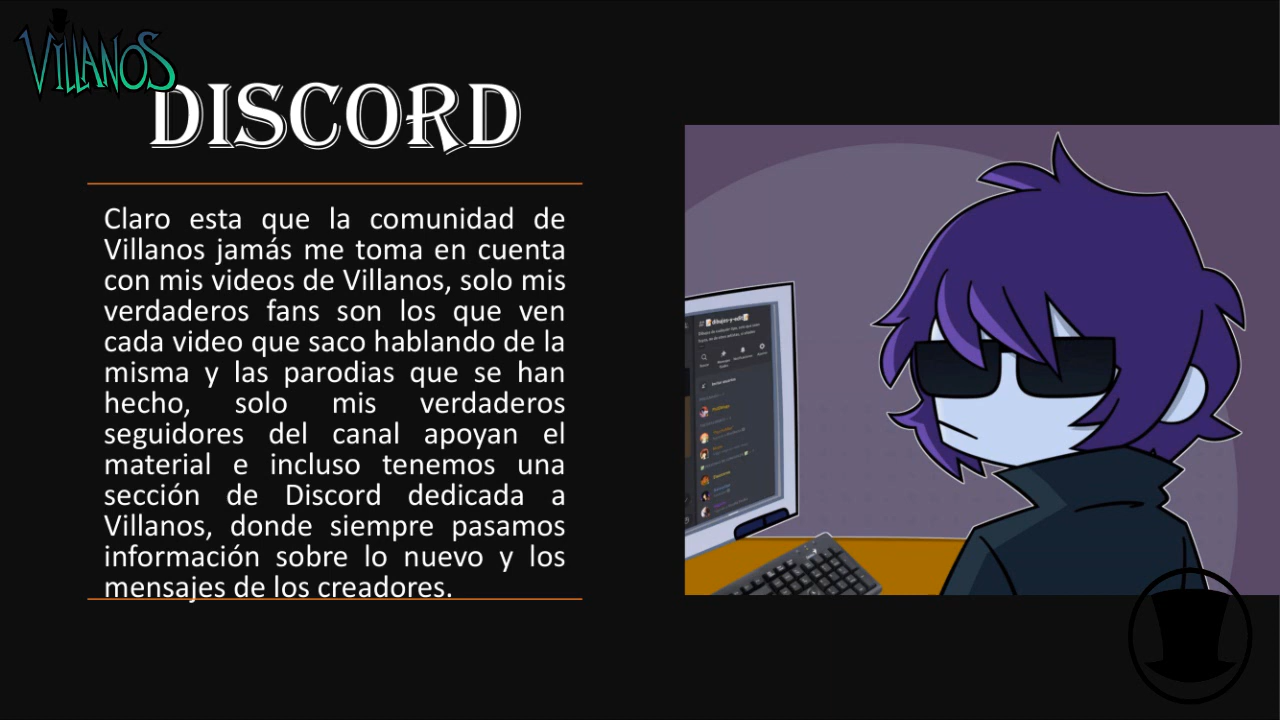 VILLANOS
DISCORD
Claro esta que la comunidad de
Villanos jamás me toma en cuenta
con mis videos de Villanos, solo mis
verdaderos fans son los que ven
cada video que saco hablando de la
misma y las parodias que se han
hecho, solo mis verdaderos
seguidores del canal apoyan el
material e incluso tenemos una
sección de Discord dedicada a
Villanos, donde siempre pasamos
información sobre lo nuevo y los
mensajes de los creadores.